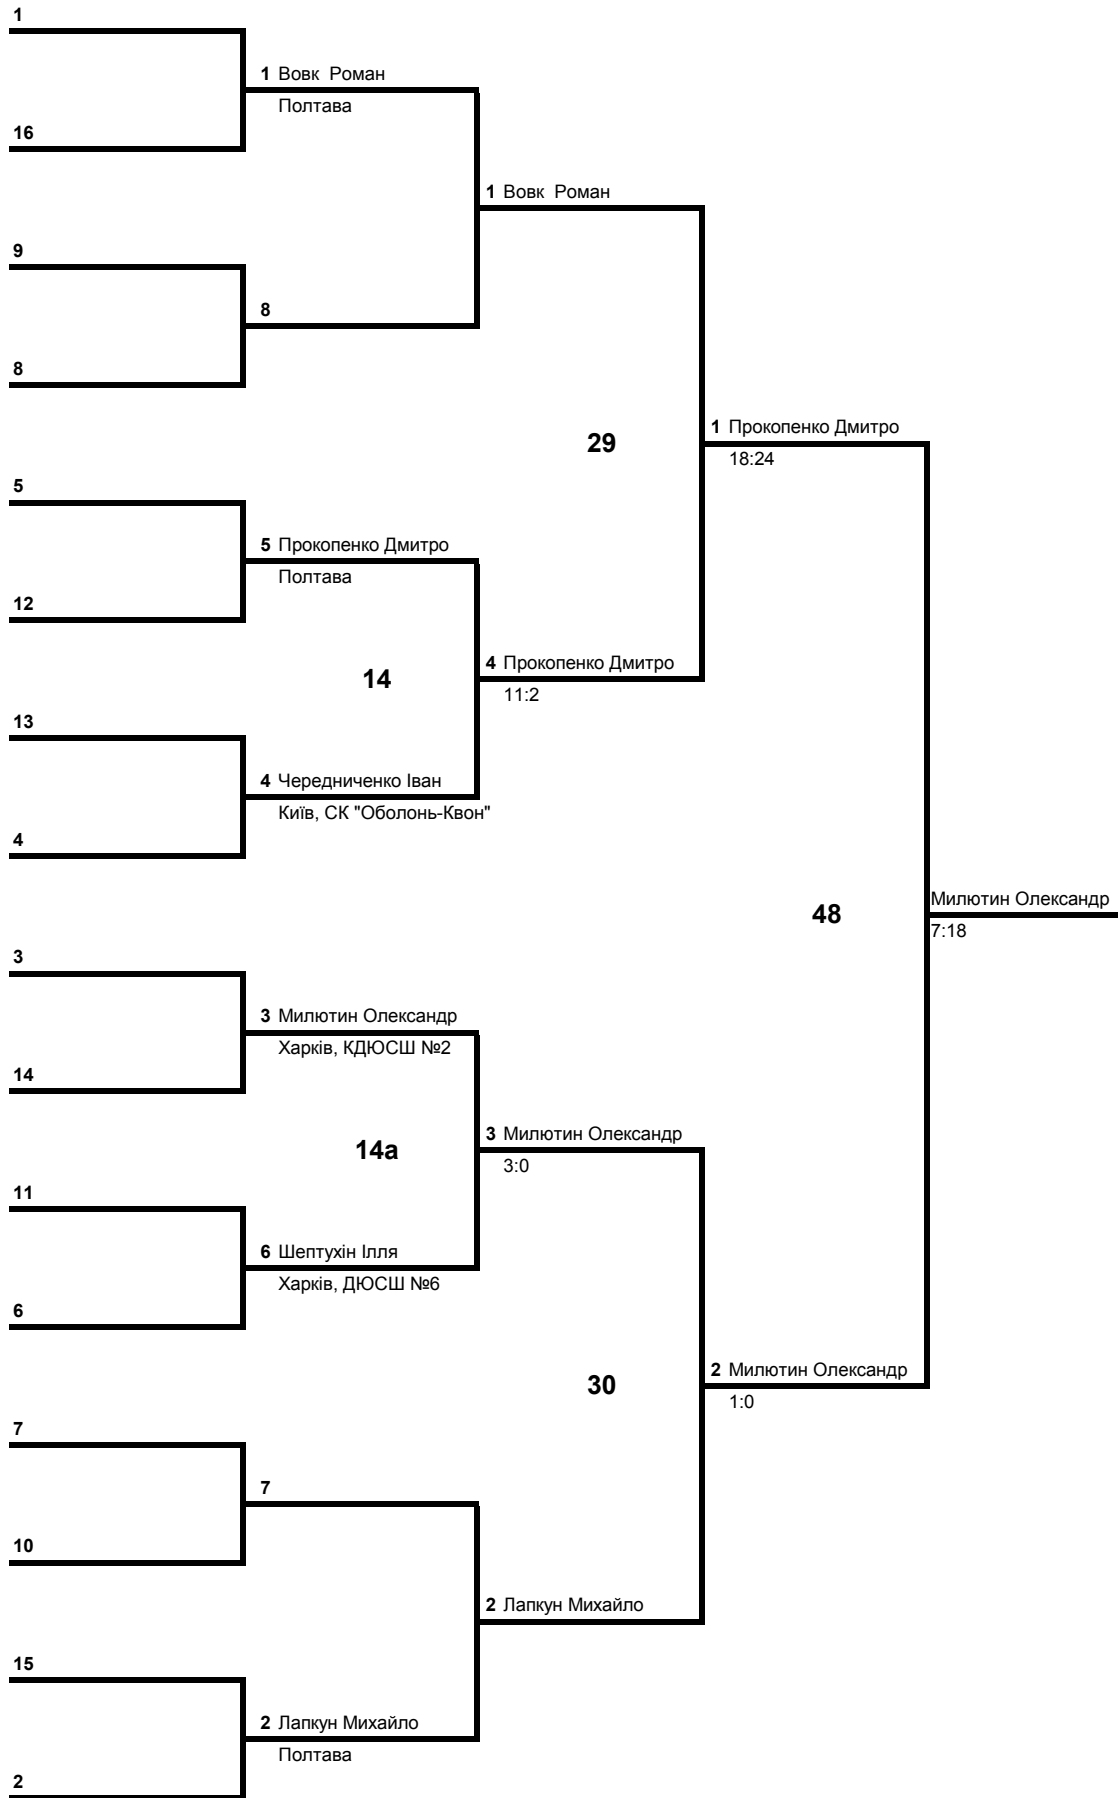 1
1 Вовк  Роман
Полтава
16
1 Вовк  Роман
9
8
8
1 Прокопенко Дмитро
29
18:24
5
5 Прокопенко Дмитро
Полтава
12
4 Прокопенко Дмитро
14
11:2
13
4 Чередниченко Іван
Київ, СК "Оболонь-Квон"
4
Милютин Олександр
48
7:18
3
3 Милютин Олександр
Харків, КДЮСШ №2
14
3 Милютин Олександр
14а
3:0
11
6 Шептухін Ілля
Харків, ДЮСШ №6
6
2 Милютин Олександр
30
1:0
7
7
10
2 Лапкун Михайло
15
2 Лапкун Михайло
Полтава
2